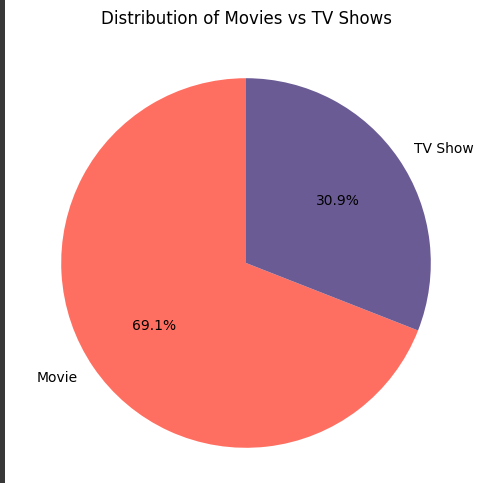 Distribution of Movies vs TV Shows
TV Show
30.9%
69.1%
Movie